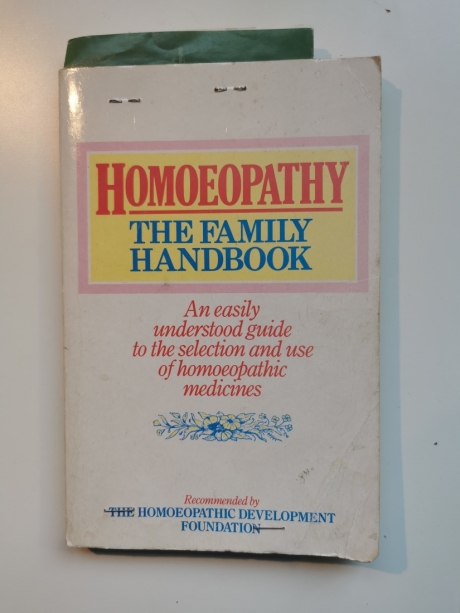 HOMOEOPATHY
THE FAMILY
HANDBOOK
An easily
understood guide
to the selection and use
of homoeopathic
medicines
Recommended by
THE HOMOEOPATHIC DEVELOPMENT
FOUNDATION